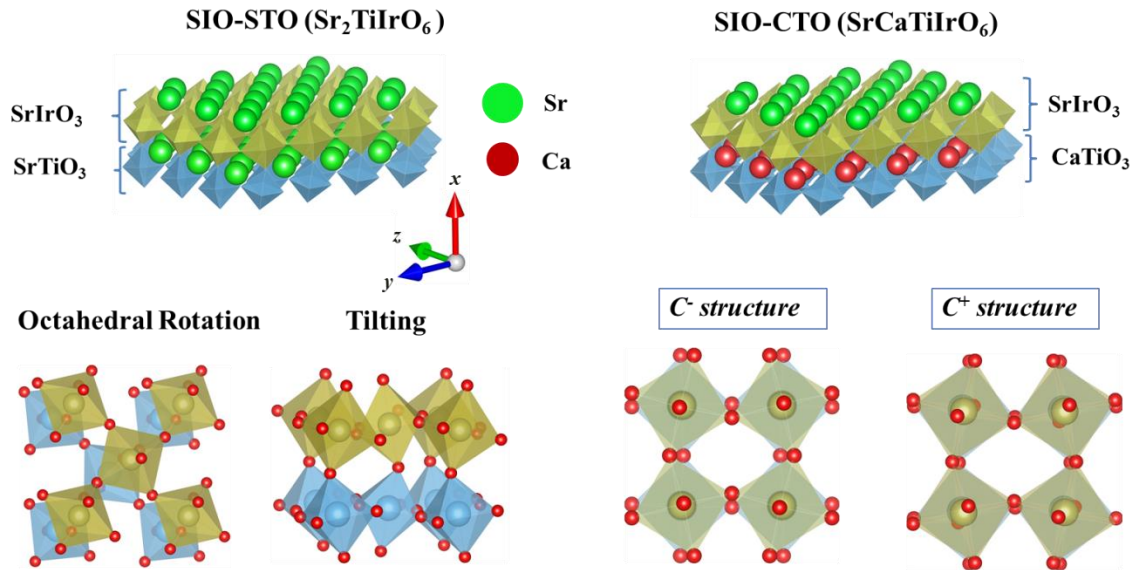 SIO-STO (Sr₂TiIrO₆)
SIO-CTO (SrCaTiIrO₆)
SrIrO₃
SrTiO₃
Sr
Ca
SrIrO₃
CaTiO₃
x
z
y
Octahedral Rotation
Tilting
C⁻ structure
C⁺ structure